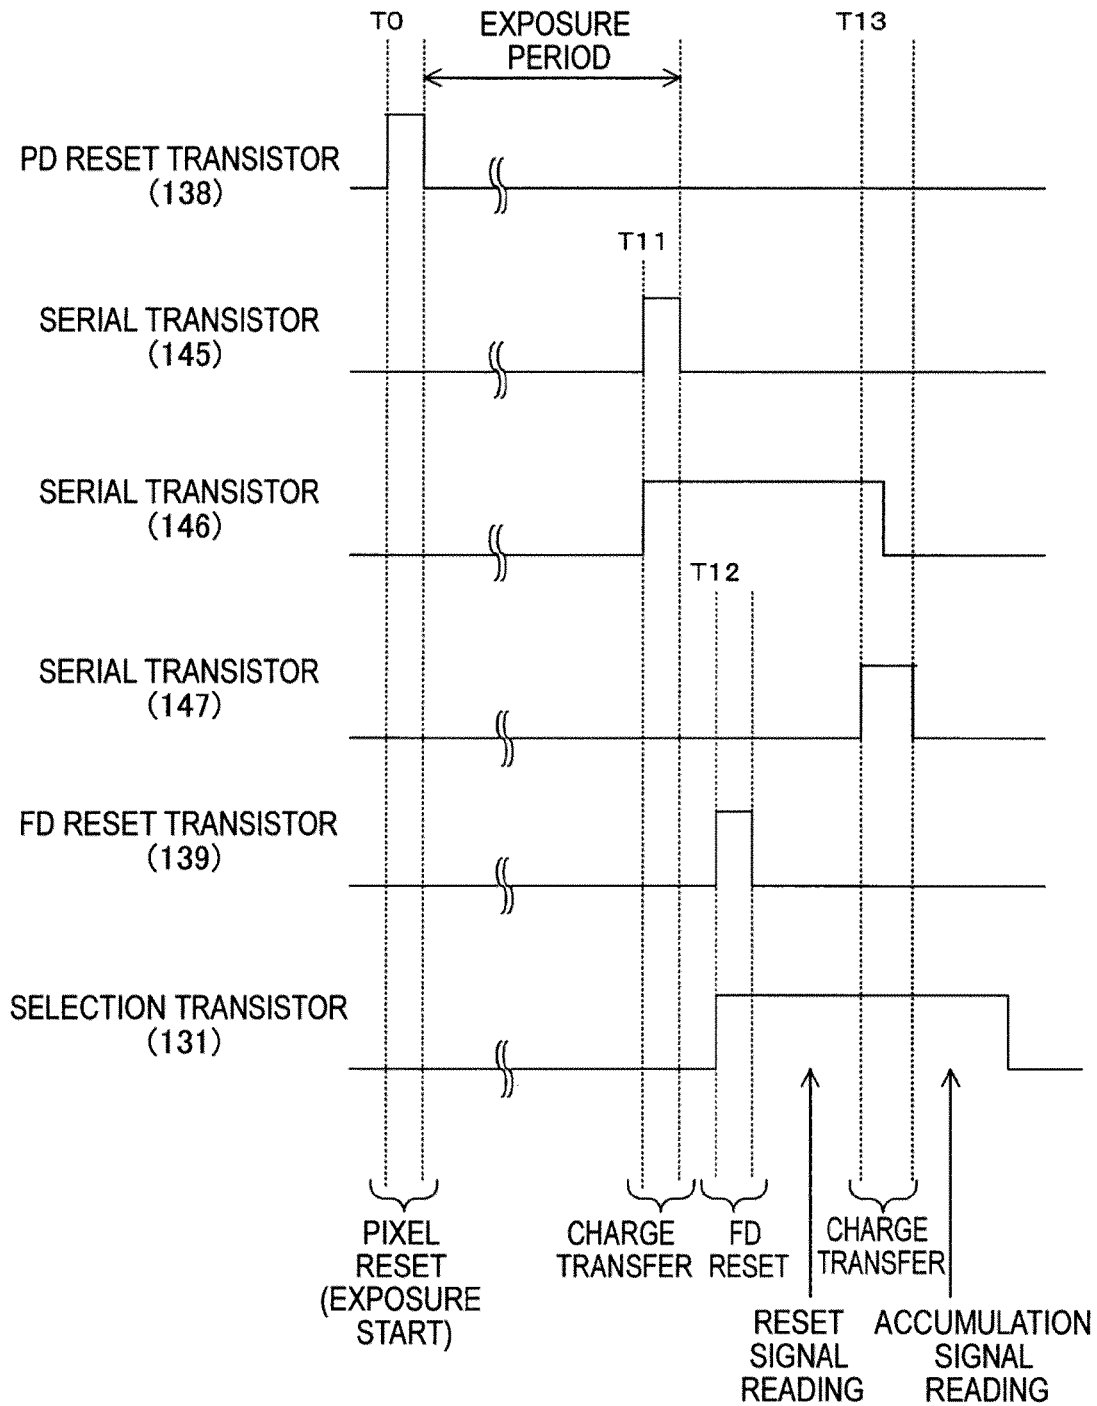 T0
EXPOSURE
PERIOD
T13
PD RESET TRANSISTOR
(138)
T11
SERIAL TRANSISTOR
(145)
SERIAL TRANSISTOR
(146)
T12
SERIAL TRANSISTOR
(147)
FD RESET TRANSISTOR
(139)
SELECTION TRANSISTOR
(131)
PIXEL
RESET
(EXPOSURE
START)
CHARGE
TRANSFER
FD
RESET
CHARGE
TRANSFER
RESET
SIGNAL
READING
ACCUMULATION
SIGNAL
READING